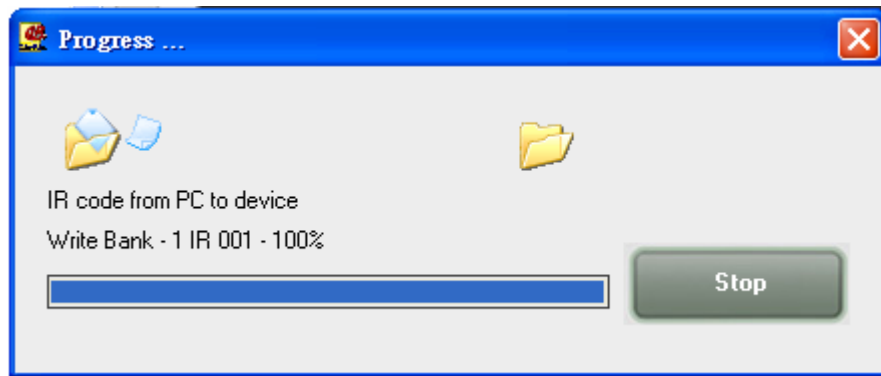 Progress ...
IR code from PC to device
Write Bank - 1 IR 001 - 100%
Stop